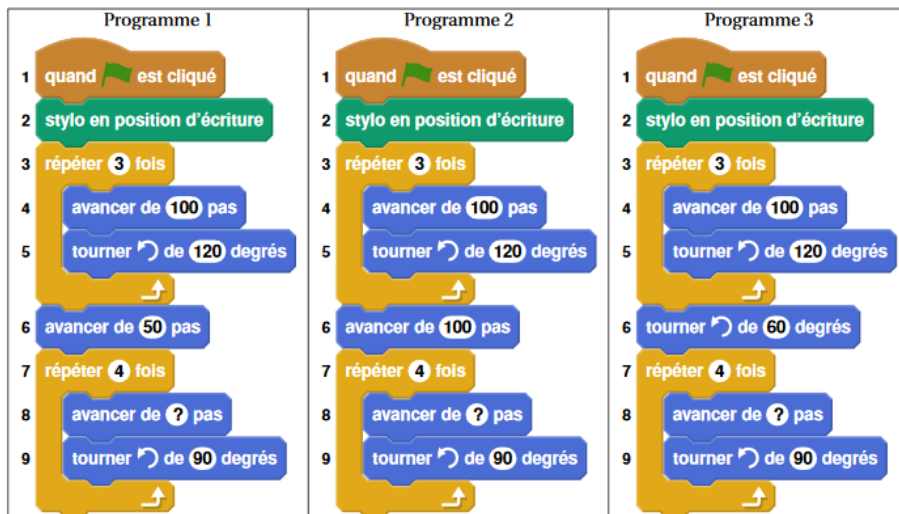 Programme 1
1 quand est cliqué
2 stylo en position d'écriture
3 répéter 3 fois
4 avancer de 100 pas
5 tourner de 120 degrés
6 avancer de 50 pas
7 répéter 4 fois
8 avancer de ? pas
9 tourner de 90 degrés
Programme 2
1 quand est cliqué
2 stylo en position d'écriture
3 répéter 3 fois
4 avancer de 100 pas
5 tourner de 120 degrés
6 avancer de 100 pas
7 répéter 4 fois
8 avancer de ? pas
9 tourner de 90 degrés
Programme 3
1 quand est cliqué
2 stylo en position d'écriture
3 répéter 3 fois
4 avancer de 100 pas
5 tourner de 120 degrés
6 tourner de 60 degrés
7 répéter 4 fois
8 avancer de ? pas
9 tourner de 90 degrés